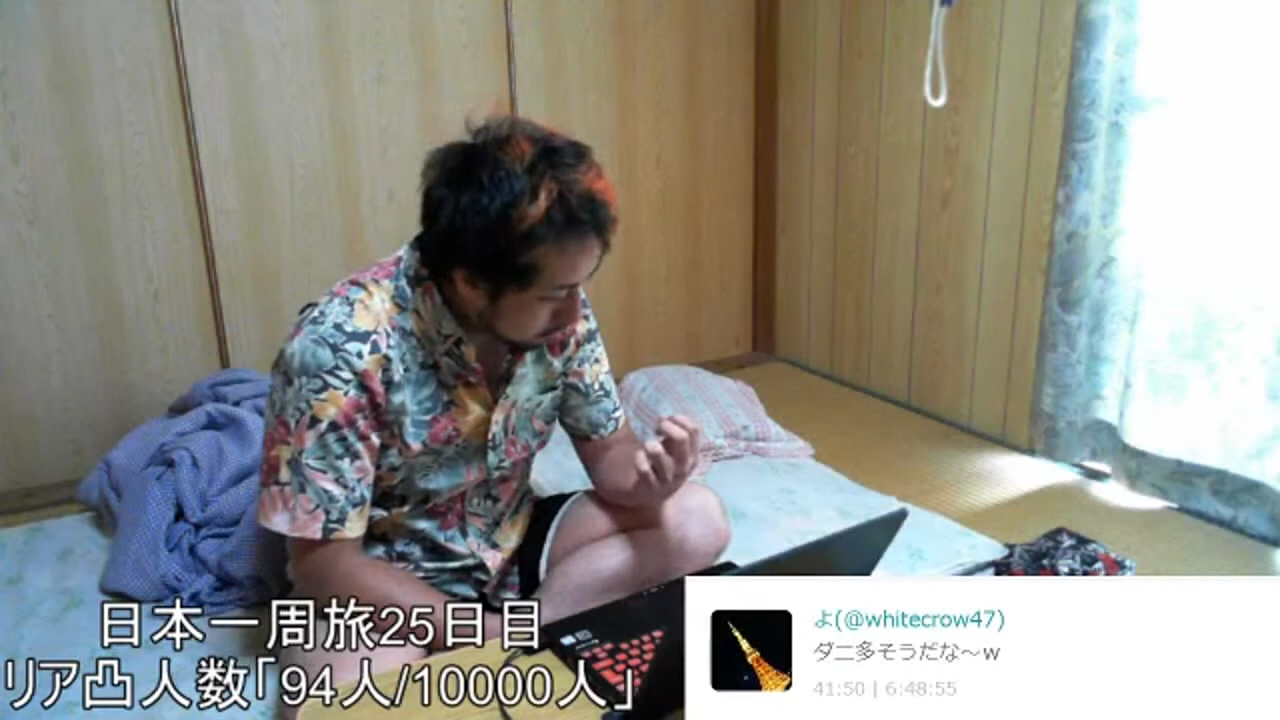 日本一周旅25日目
リア凸人数「94人/10000人」
よ(@whitecrow47)
ダニ多そうだな～w
41:50 | 6:48:55